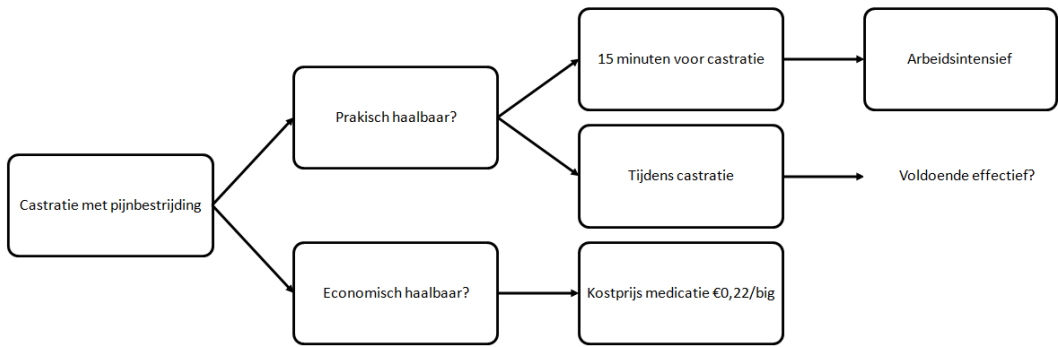 15 minuten voor castratie
Arbeidsintensief
Prakisch haalbaar?
Tijdens castratie
Voldoende effectief?
Castratie met pijnbestrijding
Economisch haalbaar?
Kostprijs medicatie €0,22/big